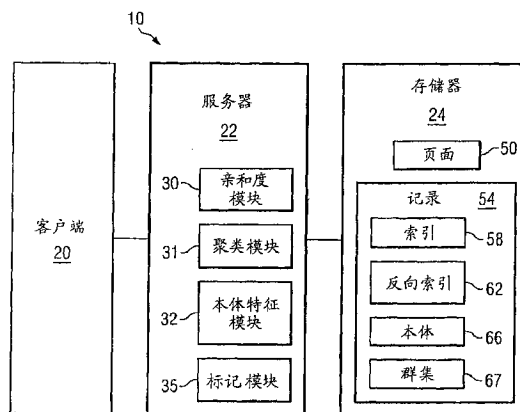 10
客户端
20
服务器
22
30
亲和度
模块
31
聚类模块
32
本体特征
模块
35
标记模块
存储器
24
页面
50
记录
54
索引
58
反向索引
62
本体
66
群集
67